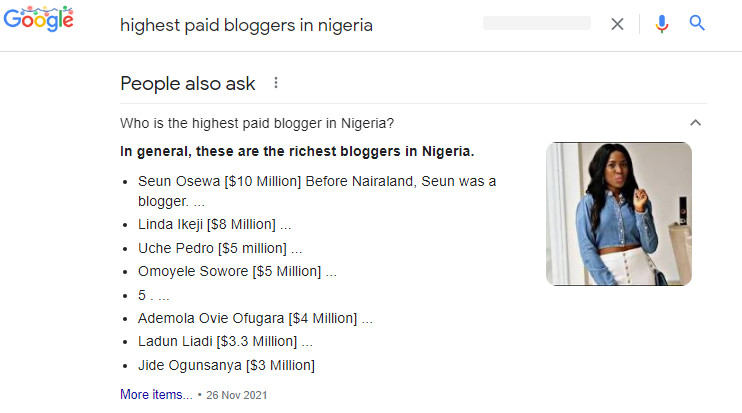 Google
highest paid bloggers in nigeria
People also ask
Who is the highest paid blogger in Nigeria?
In general, these are the richest bloggers in Nigeria.
• Seun Osewa [$10 Million] Before Nairaland, Seun was a
blogger. ...
• Linda Ikeji [$8 Million] ...
• Uche Pedro [$5 million] ...
• Omoyele Sowore [$5 Million] ...
• 5 . ...
• Ademola Ovie Ofugara [$4 Million] ...
• Ladun Liadi [$3.3 Million] ...
• Jide Ogunsanya [$3 Million]
More items... • 26 Nov 2021